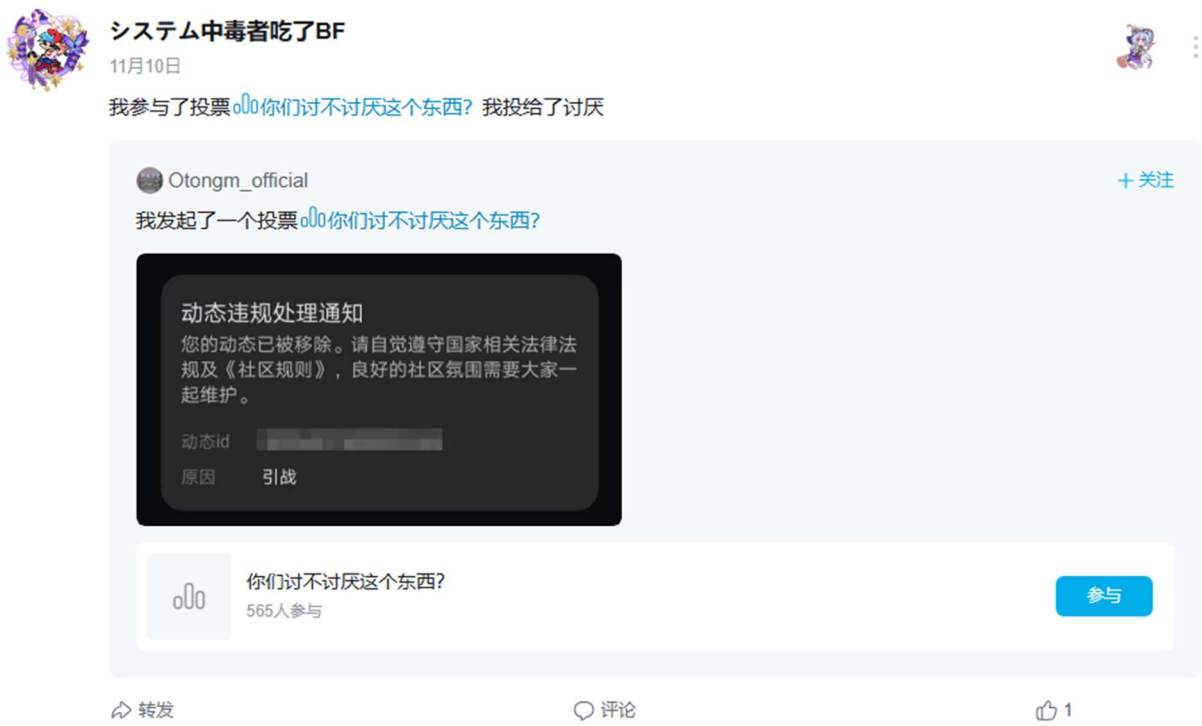 システム中毒者吃了BF
11月10日
我参与了投票你们讨不讨厌这个东西? 我投给了讨厌
Otongm_official
+关注
我发起了一个投票你们讨不讨厌这个东西?
动态违规处理通知
您的动态已被移除。请自觉遵守国家相关法律法
规及《社区规则》，良好的社区氛围需要大家一
起维护。
动态id
原因 引战
你们讨不讨厌这个东西?
565人参与
参与
转发
评论
1